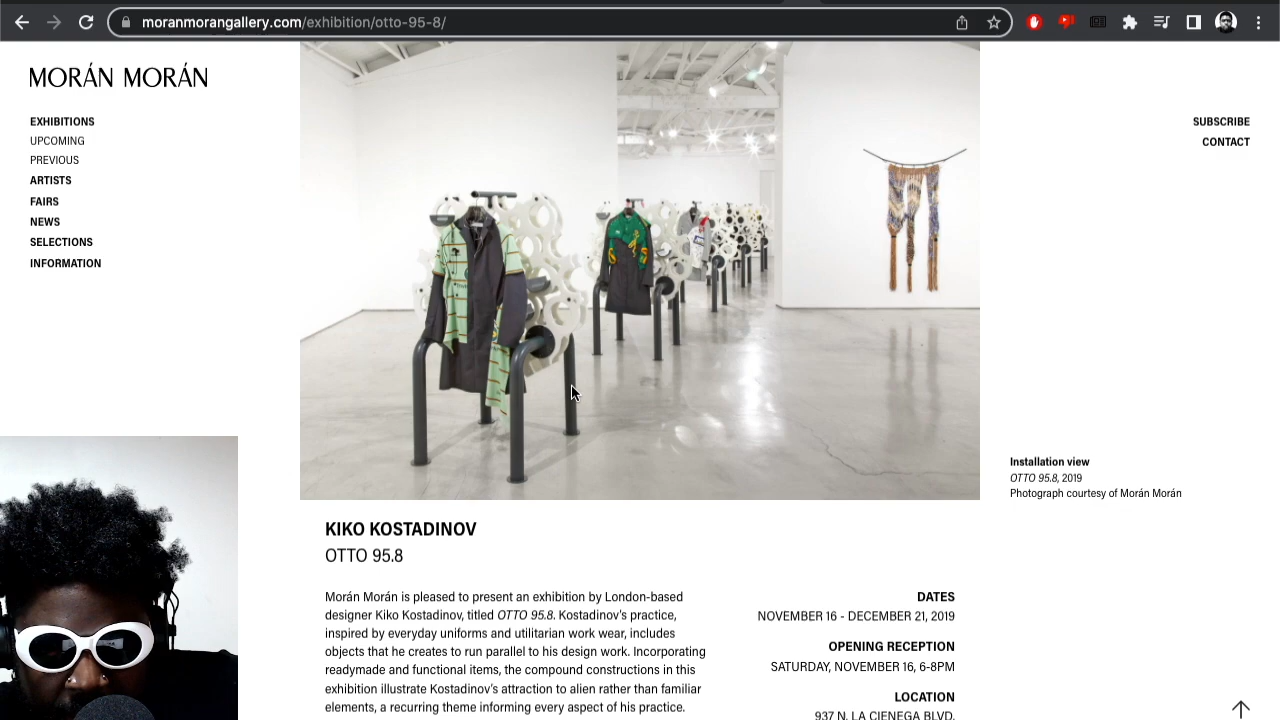 moranmorangallery.com/exhibition/otto-95-8/
MORÁN MORÁN
EXHIBITIONS
UPCOMING
PREVIOUS
ARTISTS
FAIRS
NEWS
SELECTIONS
INFORMATION
SUBSCRIBE
CONTACT
Installation view
OTTO 95.8, 2019
Photograph courtesy of Morán Morán
KIKO KOSTADINOV
OTTO 95.8
Morán Morán is pleased to present an exhibition by London-based
designer Kiko Kostadinov, titled OTTO 95.8. Kostadinov's practice,
inspired by everyday uniforms and utilitarian work wear, includes
objects that he creates to run parallel to his design work. Incorporating
readymade and functional items, the compound constructions in this
exhibition illustrate Kostadinov's attraction to alien rather than familiar
elements, a recurring theme informing every aspect of his practice.
DATES
NOVEMBER 16 - DECEMBER 21, 2019
OPENING RECEPTION
SATURDAY, NOVEMBER 16, 6-8PM
LOCATION
937 N. LA CIENEGA BLVD.